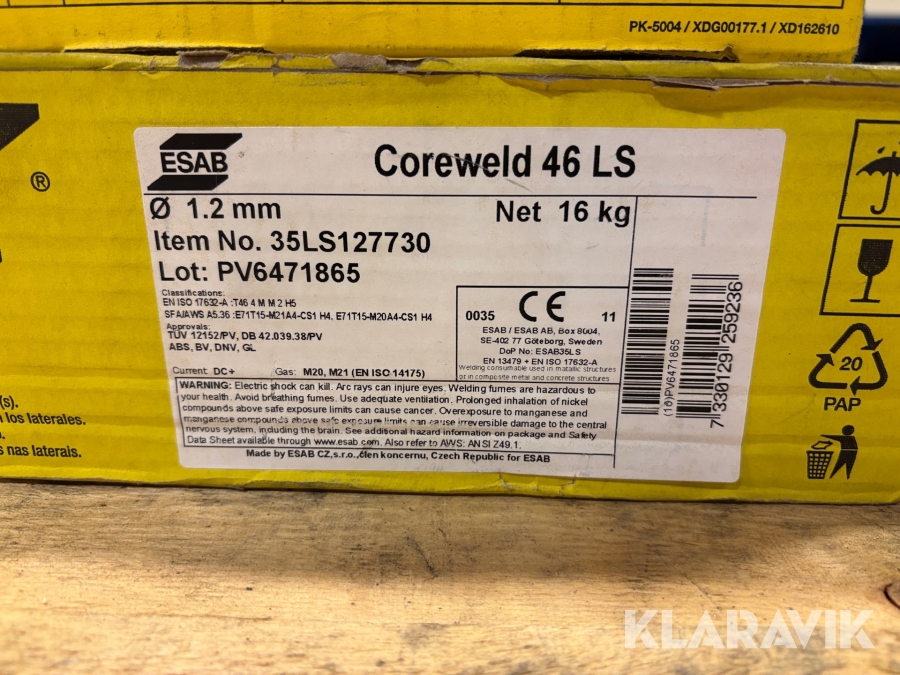 PK-5004 / XDG00177.1 / XD162610
®
ESAB
Coreweld 46 LS
Ø 1.2 mm
Net 16 kg
Item No. 35LS127730
Lot: PV6471865
Classifications:
EN ISO 17632-A :T46 4 M M 2 H5
SFA/AWS A5.36 :E71T15-M21A4-CS1 H4, E71T15-M20A4-CS1 H4
Approvals:
TÜV 12152/PV, DB 42.039.38/PV
ABS, BV, DNV, GL
Current: DC+ Gas: M20, M21 (EN ISO 14175)
0035 CE 11
ESAB / ESAB AB, Box 8004,
SE-402 77 Göteborg, Sweden
DoP No: ESAB35LS
EN 13479 + EN ISO 17632-A
Welding consumable used in metallic structures
or in composite metal and concrete structures
WARNING: Electric shock can kill. Arc rays can injure eyes. Welding fumes are hazardous to
your health. Avoid breathing fumes. Use adequate ventilation. Prolonged inhalation of nickel
compounds above safe exposure limits can cause cancer. Overexposure to manganese and
manganese compounds above safe exposure limits can cause irreversible damage to the central
nervous system, including the brain. See additional hazard information on package and Safety
Data Sheet available through www.esab.com. Also refer to AWS: ANSI Z49.1.
Made by ESAB CZ,s.r.o.,člen koncernu, Czech Republic for ESAB
(10)PV6471865
7330129259236
20
PAP
(s).
los laterales.
s nas laterais.
KLARAVIK